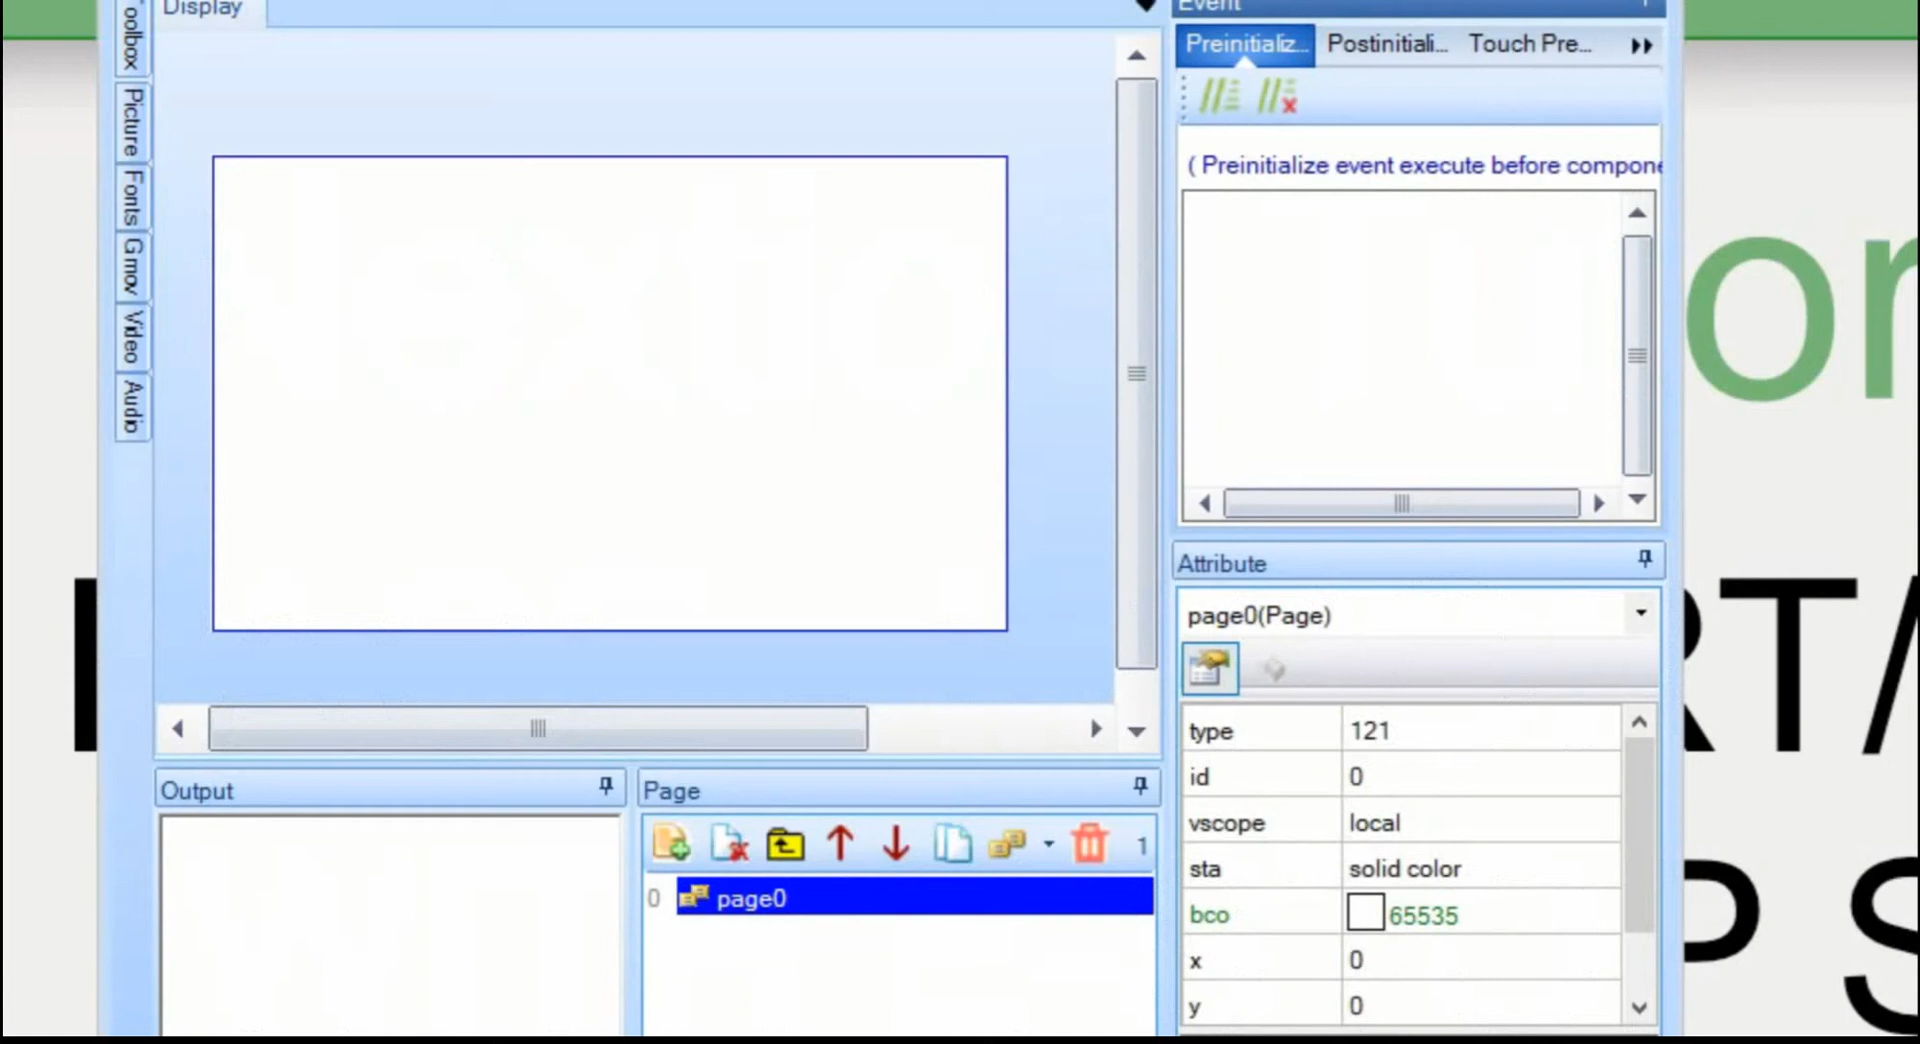 Display
Event
Preinitializ...
Postinitiali...
Touch Pre...
oolbox
Picture
Fonts
Gmov
Video
Audio
( Preinitialize event execute before compone
or
Attribute
page0(Page)
RT/
type 121
id 0
vscope local
sta solid color
bco 65535
x 0
y 0
Output
Page
1
0 page0
P S